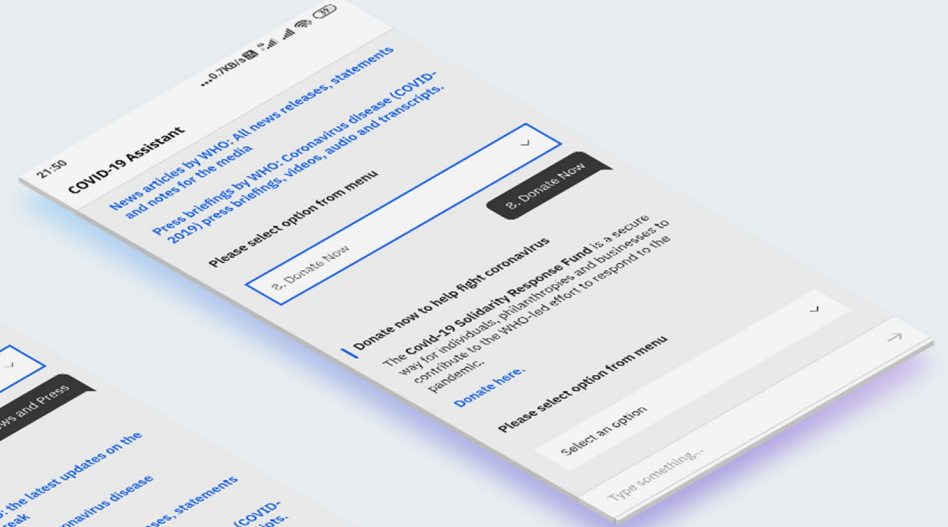 21:50
...0.7KB/s
37
COVID-19 Assistant
News articles by WHO: All news releases, statements
and notes for the media
Press briefings by WHO: Coronavirus disease (COVID-
2019) press briefings, videos, audio and transcripts.
Please select option from menu
8. Donate Now
8. Donate Now
Donate now to help fight coronavirus
The Covid-19 Solidarity Response Fund is a secure
way for individuals, philanthropies and businesses to
contribute to the WHO-led effort to respond to the
pandemic.
Donate here.
Please select option from menu
Select an option
Type something...
and Press
: the latest updates on the
disease
statements
(COVID-